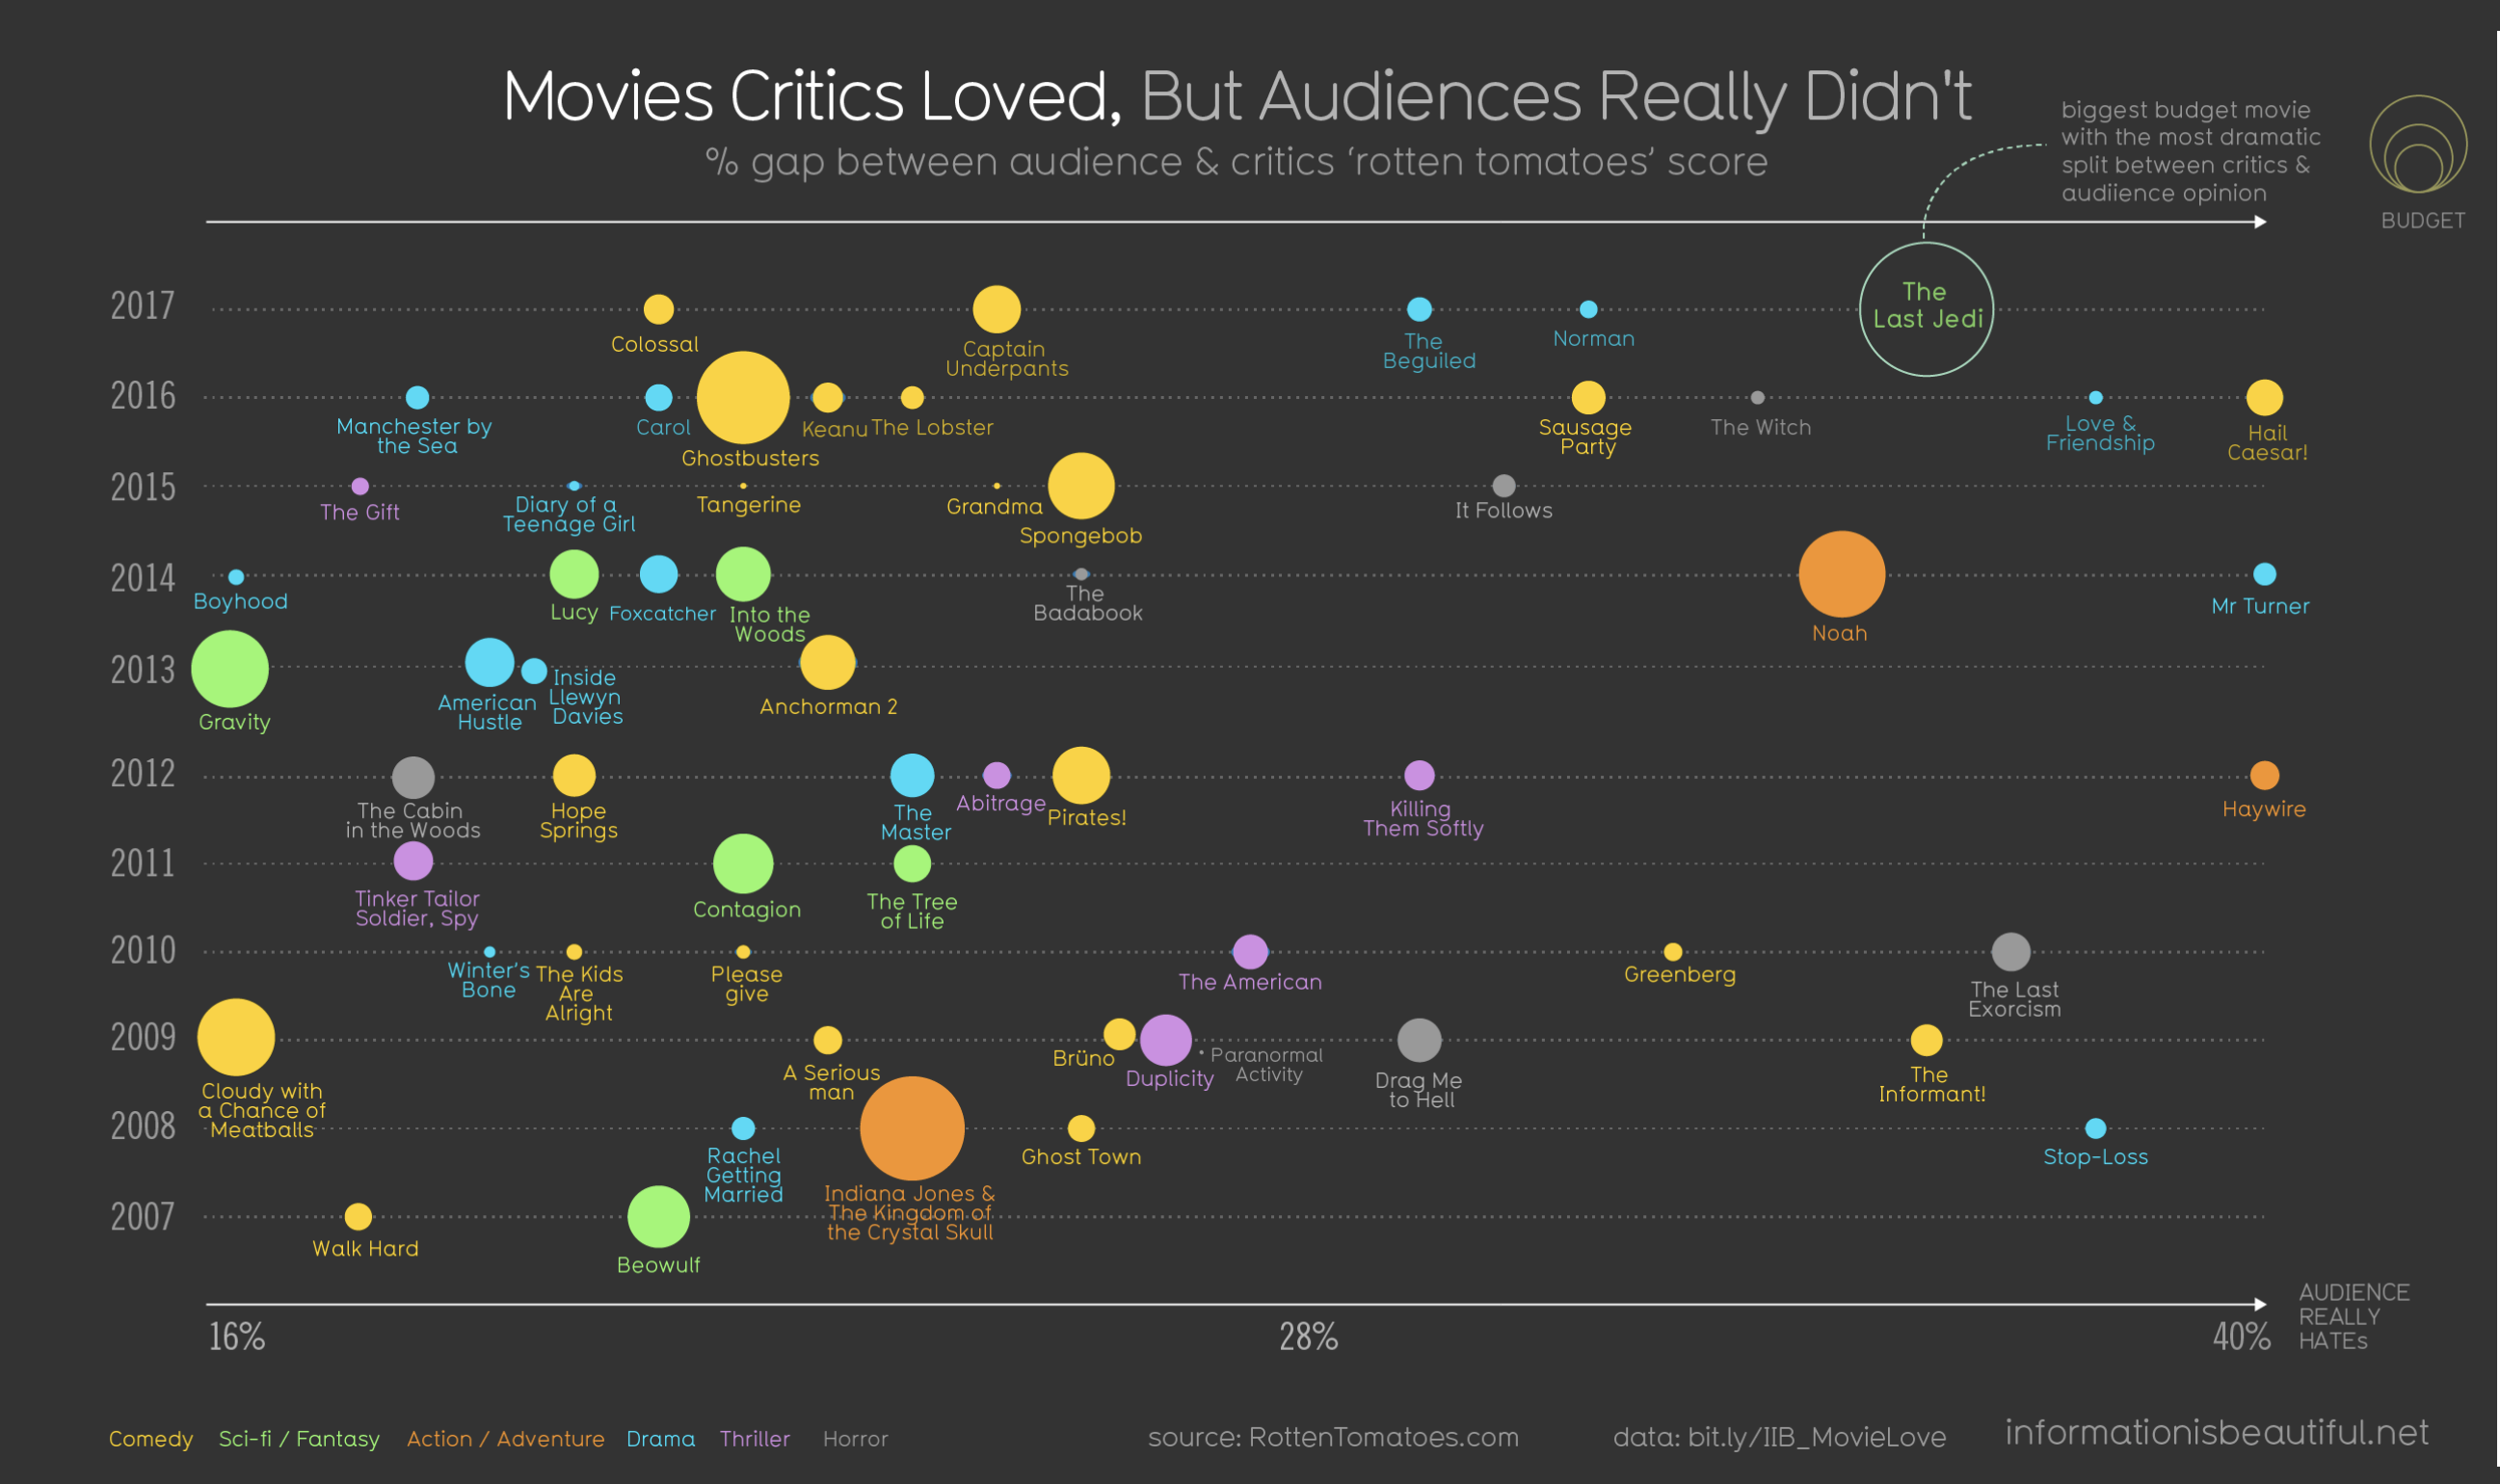 Movies Critics Loved, But Audiences Really Didn't
% gap between audience & critics ‘rotten tomatoes’ score
biggest budget movie
with the most dramatic
split between critics &
audiience opinion
BUDGET
2017
Colossal
Captain
Underpants
The
Beguiled
Norman
The
Last Jedi
2016
Manchester by
the Sea
Carol
Ghostbusters
Keanu
The Lobster
Sausage
Party
The Witch
Love &
Friendship
Hail
Caesar!
2015
The Gift
Diary of a
Teenage Girl
Tangerine
Grandma
Spongebob
It Follows
2014
Boyhood
Lucy
Foxcatcher
Into the
Woods
The
Badabook
Noah
Mr Turner
2013
Gravity
American
Hustle
Inside
Llewyn
Davies
Anchorman 2
2012
The Cabin
in the Woods
Hope
Springs
The
Master
Abitrage
Pirates!
Killing
Them Softly
Haywire
2011
Tinker Tailor
Soldier, Spy
Contagion
The Tree
of Life
2010
Winter's
Bone
The Kids
Are
Alright
Please
give
The American
Greenberg
The Last
Exorcism
2009
Cloudy with
a Chance of
Meatballs
A Serious
man
Brüno
Duplicity
Paranormal
Activity
Drag Me
to Hell
The
Informant!
2008
Rachel
Getting
Married
Indiana Jones &
The Kingdom of
the Crystal Skull
Ghost Town
Stop-Loss
2007
Walk Hard
Beowulf
16%
28%
40%
AUDIENCE
REALLY
HATEs
Comedy Sci-fi / Fantasy Action / Adventure Drama Thriller Horror
source: RottenTomatoes.com
data: bit.ly/IIB_MovieLove
informationisbeautiful.net